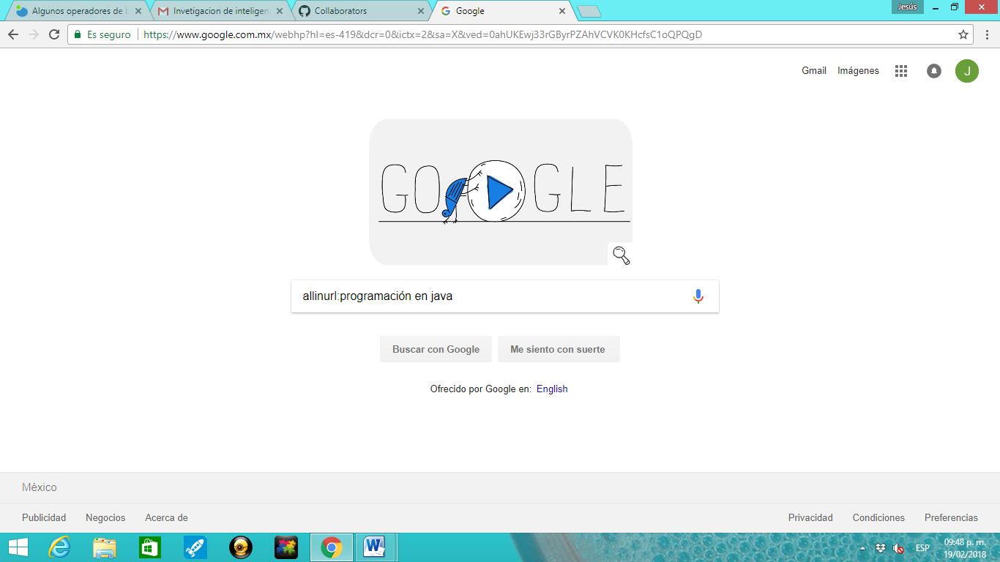 Algunos operadores de b
Invetigacion de inteligen
Collaborators
Google
Jesús
Es seguro
https://www.google.com.mx/webhp?hl=es-419&dcr=0&ictx=2&sa=X&ved=0ahUKEwj33rGByrPZAhVCVK0KHcfsC1oQPQgD
Gmail
Imágenes
J
GOOGLE
allinurl:programación en java
Buscar con Google
Me siento con suerte
Ofrecido por Google en: English
México
Publicidad
Negocios
Acerca de
Privacidad
Condiciones
Preferencias
ESP
09:48 p. m.
19/02/2018